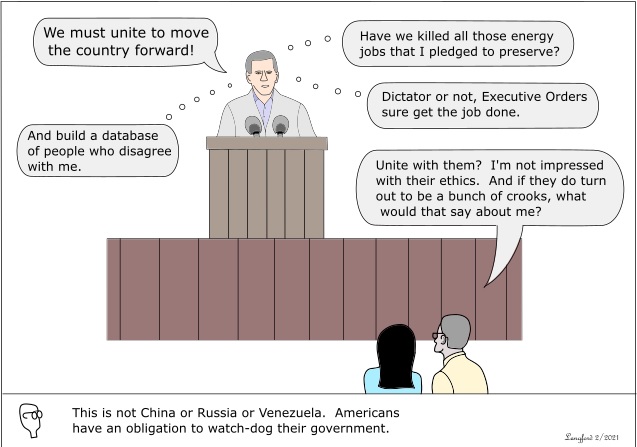 We must unite to move
the country forward!
Have we killed all those energy
jobs that I pledged to preserve?
Dictator or not, Executive Orders
sure get the job done.
And build a database
of people who disagree
with me.
Unite with them?  I'm not impressed
with their ethics.  And if they do turn
out to be a bunch of crooks, what
would that say about me?
This is not China or Russia or Venezuela.  Americans
have an obligation to watch-dog their government.
Langford 2/2021